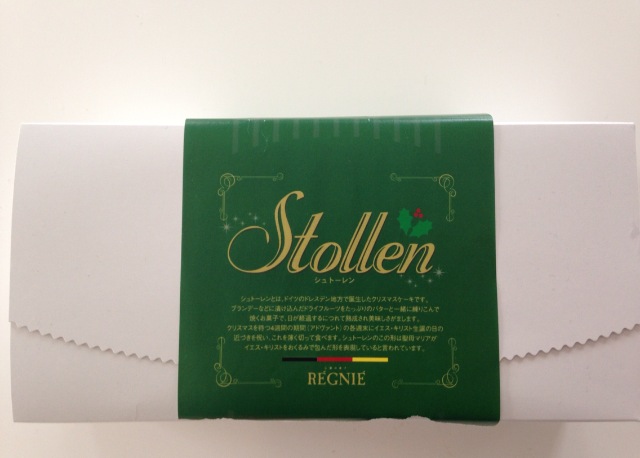 Stollen
シュトーレン
シュトーレンとは、ドイツのドレスデン地方で誕生したクリスマスケーキです。
ブランデーなどに漬け込んだドライフルーツをたっぷりのバターと一緒に練りこんで
焼くお菓子で、日が経過するにつれて熟成され美味しさがまします。
クリスマスを待つ4週間の期間(アドヴァント)の各週末にイエス・キリスト生誕の日の
近づきを祝い、これを薄く切って食べます。シュトーレンのこの形は聖母マリアが
イエス・キリストをおくるみで包んだ形を表現していると言われています。
レニエ
RÉGNIÉ